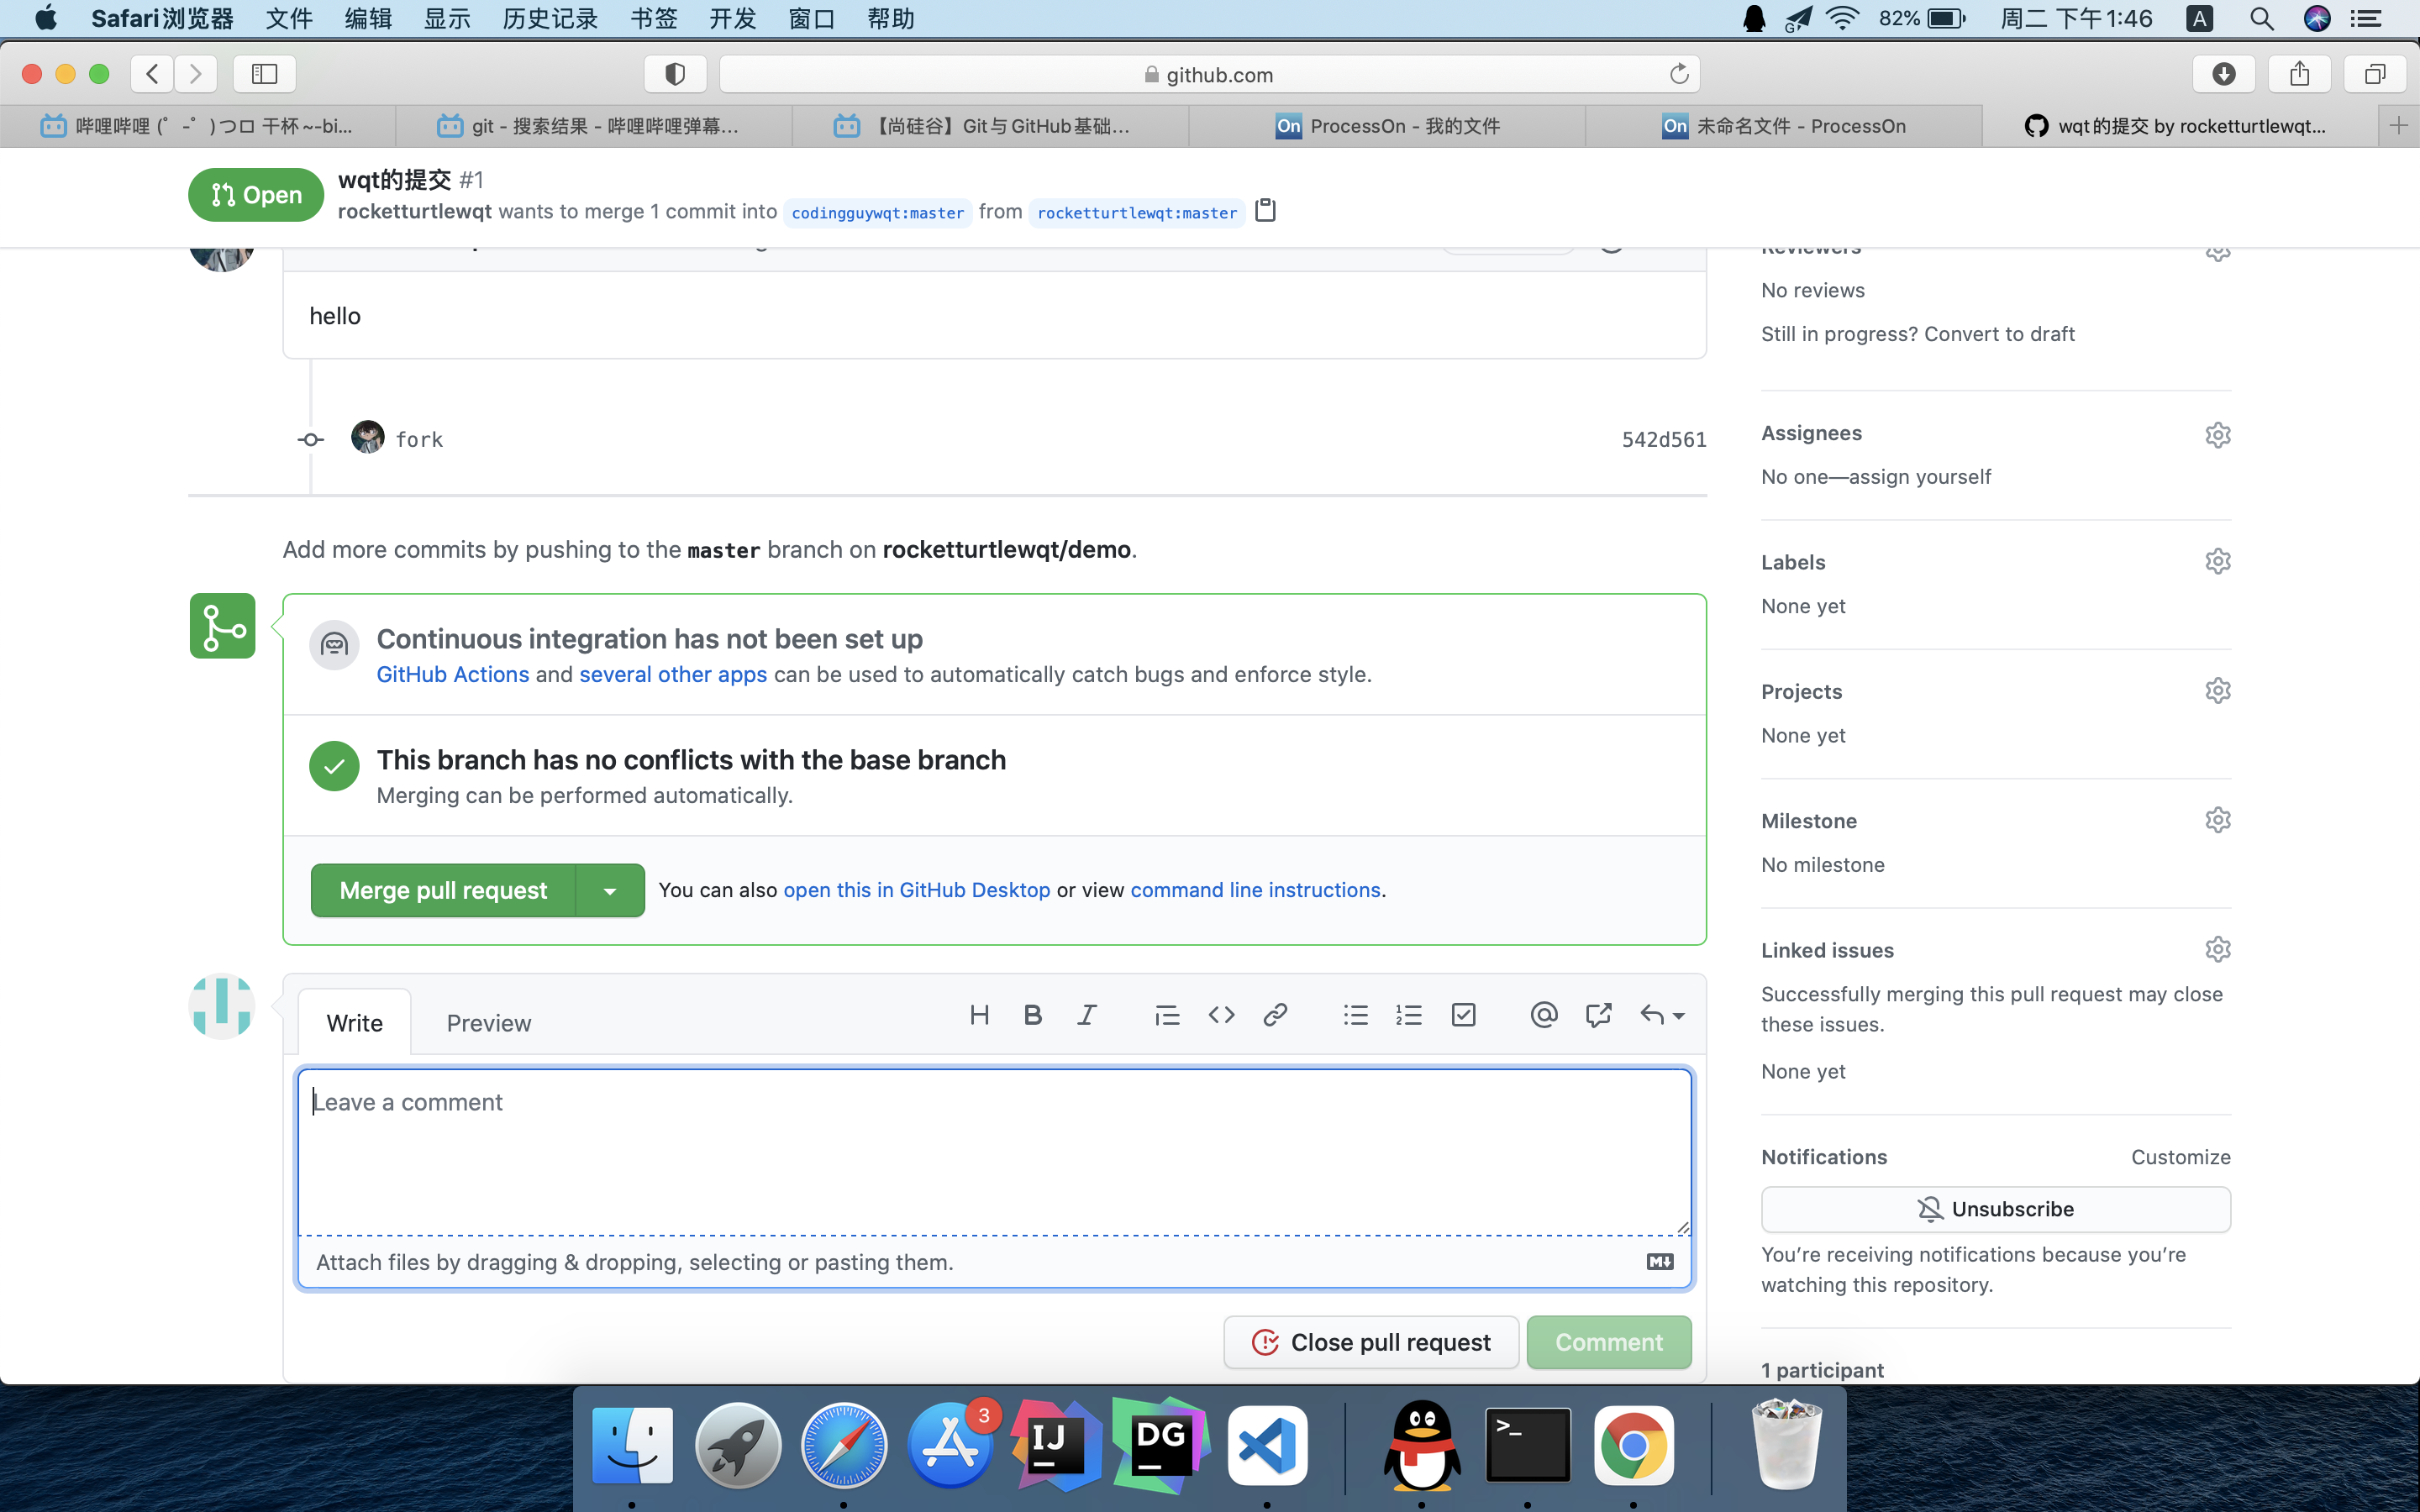 Safari浏览器 文件 编辑 显示 历史记录 书签 开发 窗口 帮助 82% 周二 下午1:46 A
github.com
哔哩哔哩 (゜-゜)つロ 干杯~-bi... git - 搜索结果 - 哔哩哔哩弹幕... 【尚硅谷】Git与GitHub基础... On ProcessOn - 我的文件 On 未命名文件 - ProcessOn wqt的提交 by rocketturtlewqt...
Open
wqt的提交 #1
rocketturtlewqt wants to merge 1 commit into codingguywqt:master from rocketturtlewqt:master
Reviewers
No reviews
Still in progress? Convert to draft
hello
fork 542d561
Assignees
No one—assign yourself
Add more commits by pushing to the master branch on rocketturtlewqt/demo.
Labels
None yet
Continuous integration has not been set up
GitHub Actions and several other apps can be used to automatically catch bugs and enforce style.
Projects
None yet
This branch has no conflicts with the base branch
Merging can be performed automatically.
Milestone
No milestone
Merge pull request You can also open this in GitHub Desktop or view command line instructions.
Linked issues
Successfully merging this pull request may close
these issues.
None yet
Write Preview
Leave a comment
Attach files by dragging & dropping, selecting or pasting them.
Notifications Customize
Unsubscribe
You’re receiving notifications because you’re
watching this repository.
Close pull request Comment
1 participant
3
IJ
DG
>_